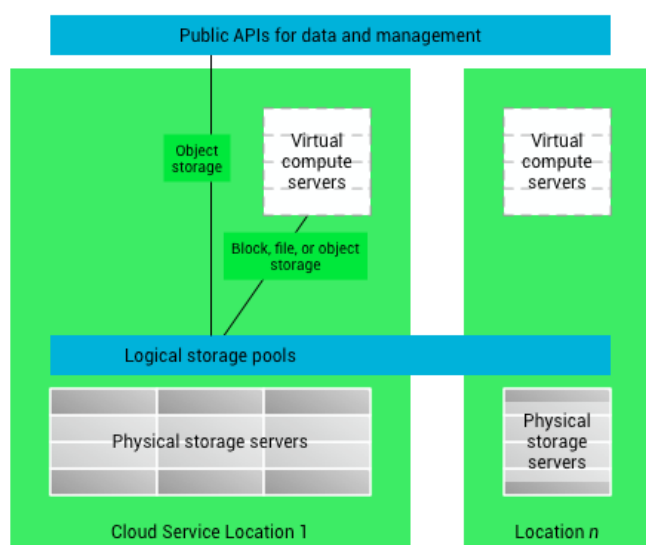 Public APIs for data and management
Object
storage
Virtual
compute
servers
Virtual
compute
servers
Block, file, or object
storage
Logical storage pools
Physical storage servers
Physical
storage
servers
Cloud Service Location 1
Location n